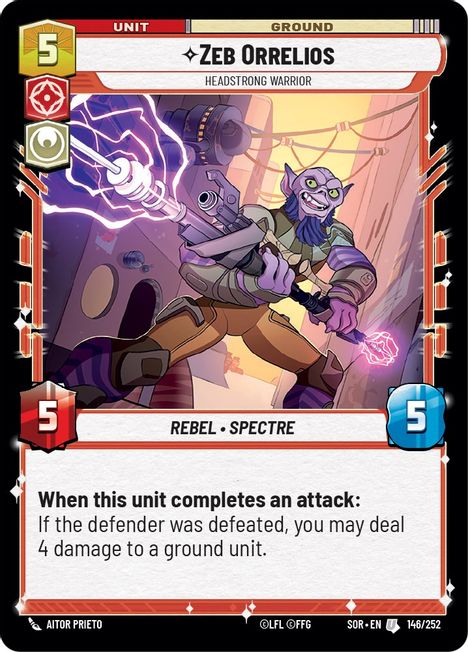 UNIT GROUND
5
✧ZEB ORRELIOS
HEADSTRONG WARRIOR
5
REBEL • SPECTRE
5
When this unit completes an attack:
If the defender was defeated, you may deal
4 damage to a ground unit.
AITOR PRIETO ©LFL ©FFG SOR•EN U 146/252